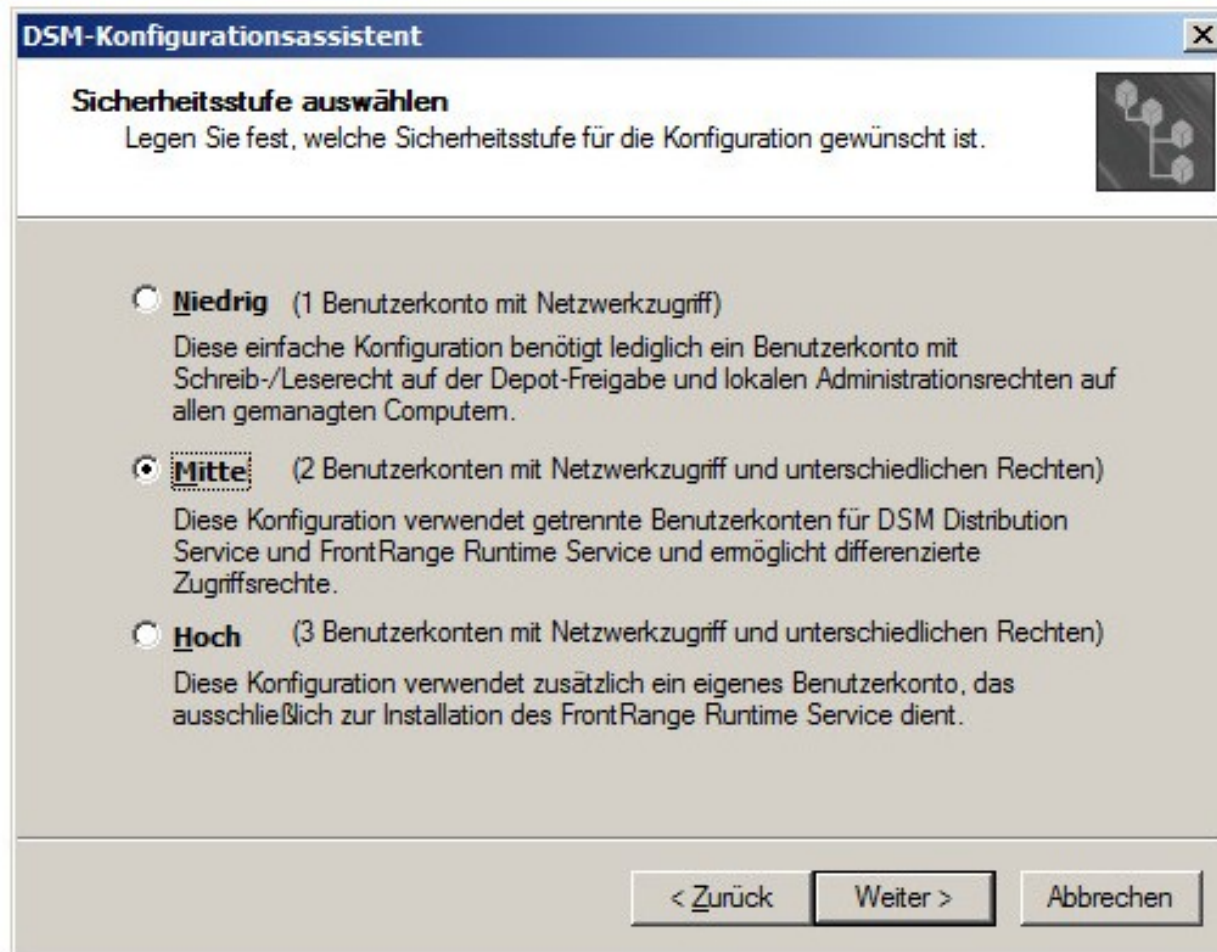 DSM-Konfigurationsassistent
Sicherheitsstufe auswählen
Legen Sie fest, welche Sicherheitsstufe für die Konfiguration gewünscht ist.
Niedrig (1 Benutzerkonto mit Netzwerkzugriff)
Diese einfache Konfiguration benötigt lediglich ein Benutzerkonto mit
Schreib-/Leserecht auf der Depot-Freigabe und lokalen Administrationsrechten auf
allen gemanagten Computern.
Mitte (2 Benutzerkonten mit Netzwerkzugriff und unterschiedlichen Rechten)
Diese Konfiguration verwendet getrennte Benutzerkonten für DSM Distribution
Service und FrontRange Runtime Service und ermöglicht differenzierte
Zugriffsrechte.
Hoch (3 Benutzerkonten mit Netzwerkzugriff und unterschiedlichen Rechten)
Diese Konfiguration verwendet zusätzlich ein eigenes Benutzerkonto, das
ausschließlich zur Installation des FrontRange Runtime Service dient.
< Zurück Weiter > Abbrechen